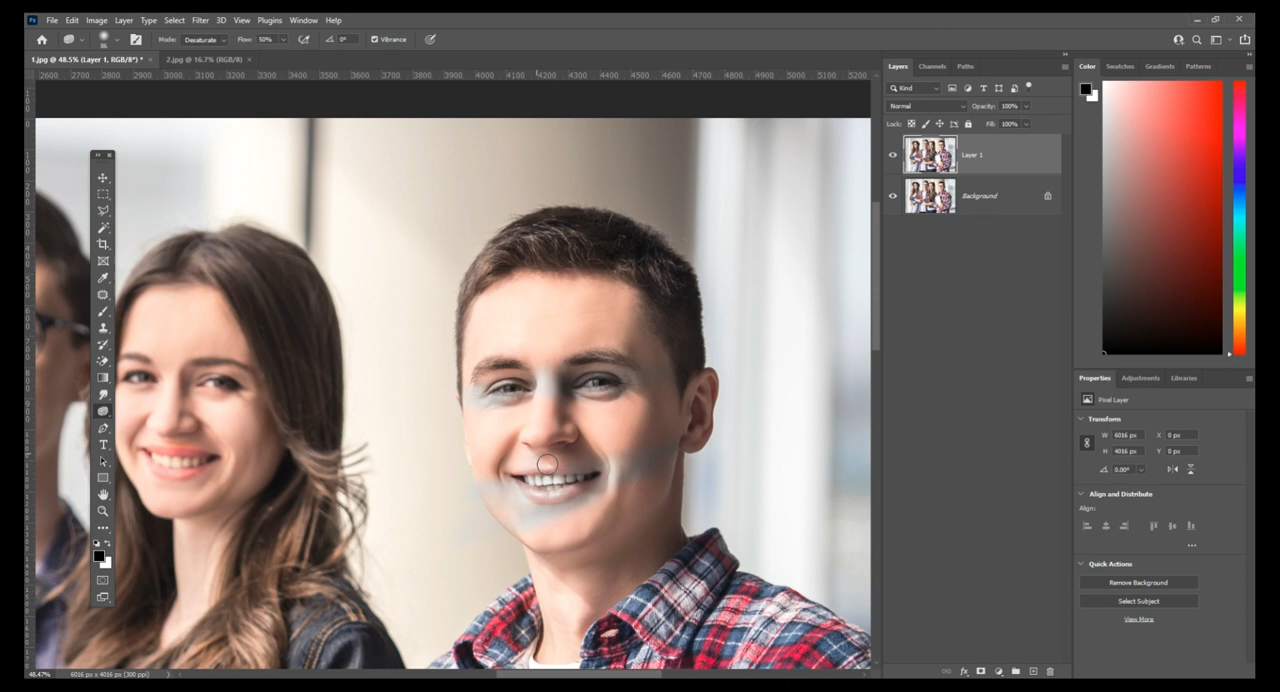 Ps File Edit Image Layer Type Select Filter 3D View Plugins Window Help
86 Mode: Desaturate Flow: 50% 0° Vibrance
1.jpg @ 48.5% (Layer 1, RGB/8*) * × 2.jpg @ 16.7% (RGB/8) ×
2600 2700 2800 2900 3000 3100 3200 3300 3400 3500 3600 3700 3800 3900 4000 4100 4200 4300 4400 4500 4600 4700 4800 4900 5000 5100 5200
Layers Channels Paths
Kind
Normal Opacity: 100%
Lock: Fill: 100%
Layer 1
Background
Color Swatches Gradients Patterns
Properties Adjustments Libraries
Pixel Layer
Transform
W 6016 px X 0 px
H 4016 px Y 0 px
0.00°
Align and Distribute
Align:
Quick Actions
Remove Background
Select Subject
View More
48.47% 6016 px x 4016 px (300 ppi)